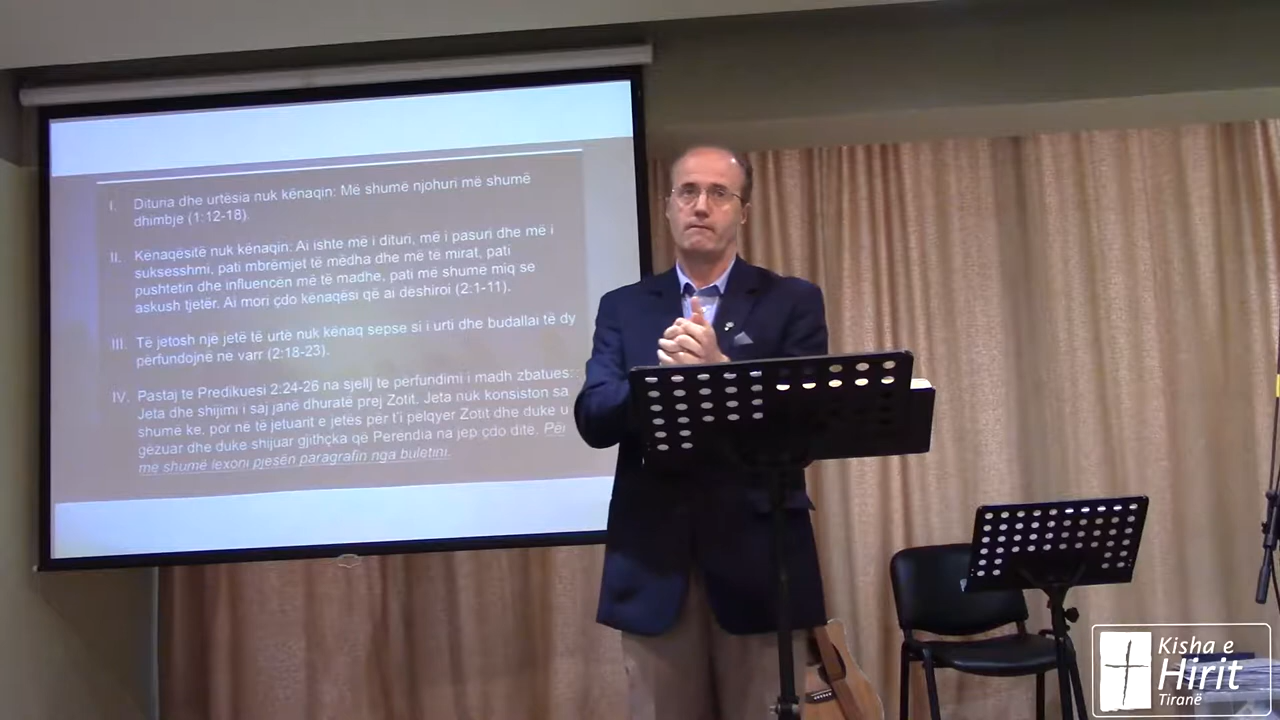 I. Dituria dhe urtësia nuk kënaqin: Më shumë njohuri më shumë
dhimbje (1:12-18).
II. Kënaqësitë nuk kënaqin: Ai ishte më i dituri, më i pasuri dhe më i
suksesshmi, pati mbrëmjet të mëdha dhe më të mirat, pati
pushtetin dhe influencën më të madhe, pati më shumë miq se
askush tjetër. Ai mori çdo kënaqësi që ai dëshiroi (2:1-11).
III. Të jetosh një jetë të urtë nuk kënaq sepse si i urti dhe budallai të dy
përfundojnë në varr (2:18-23).
IV. Pastaj te Predikuesi 2:24-26 na sjellj te përfundimi i madh zbatues:
Jeta dhe shijimi i saj janë dhuratë prej Zotit. Jeta nuk konsiston sa
shumë ke, por në të jetuarit e jetës për t'i pëlqyer Zotit dhe duke u
gëzuar dhe duke shijuar gjithçka që Perëndia na jep çdo ditë. Për
më shumë lexoni pjesën paragrafin nga buletini.
Kisha e
Hirit
Tiranë